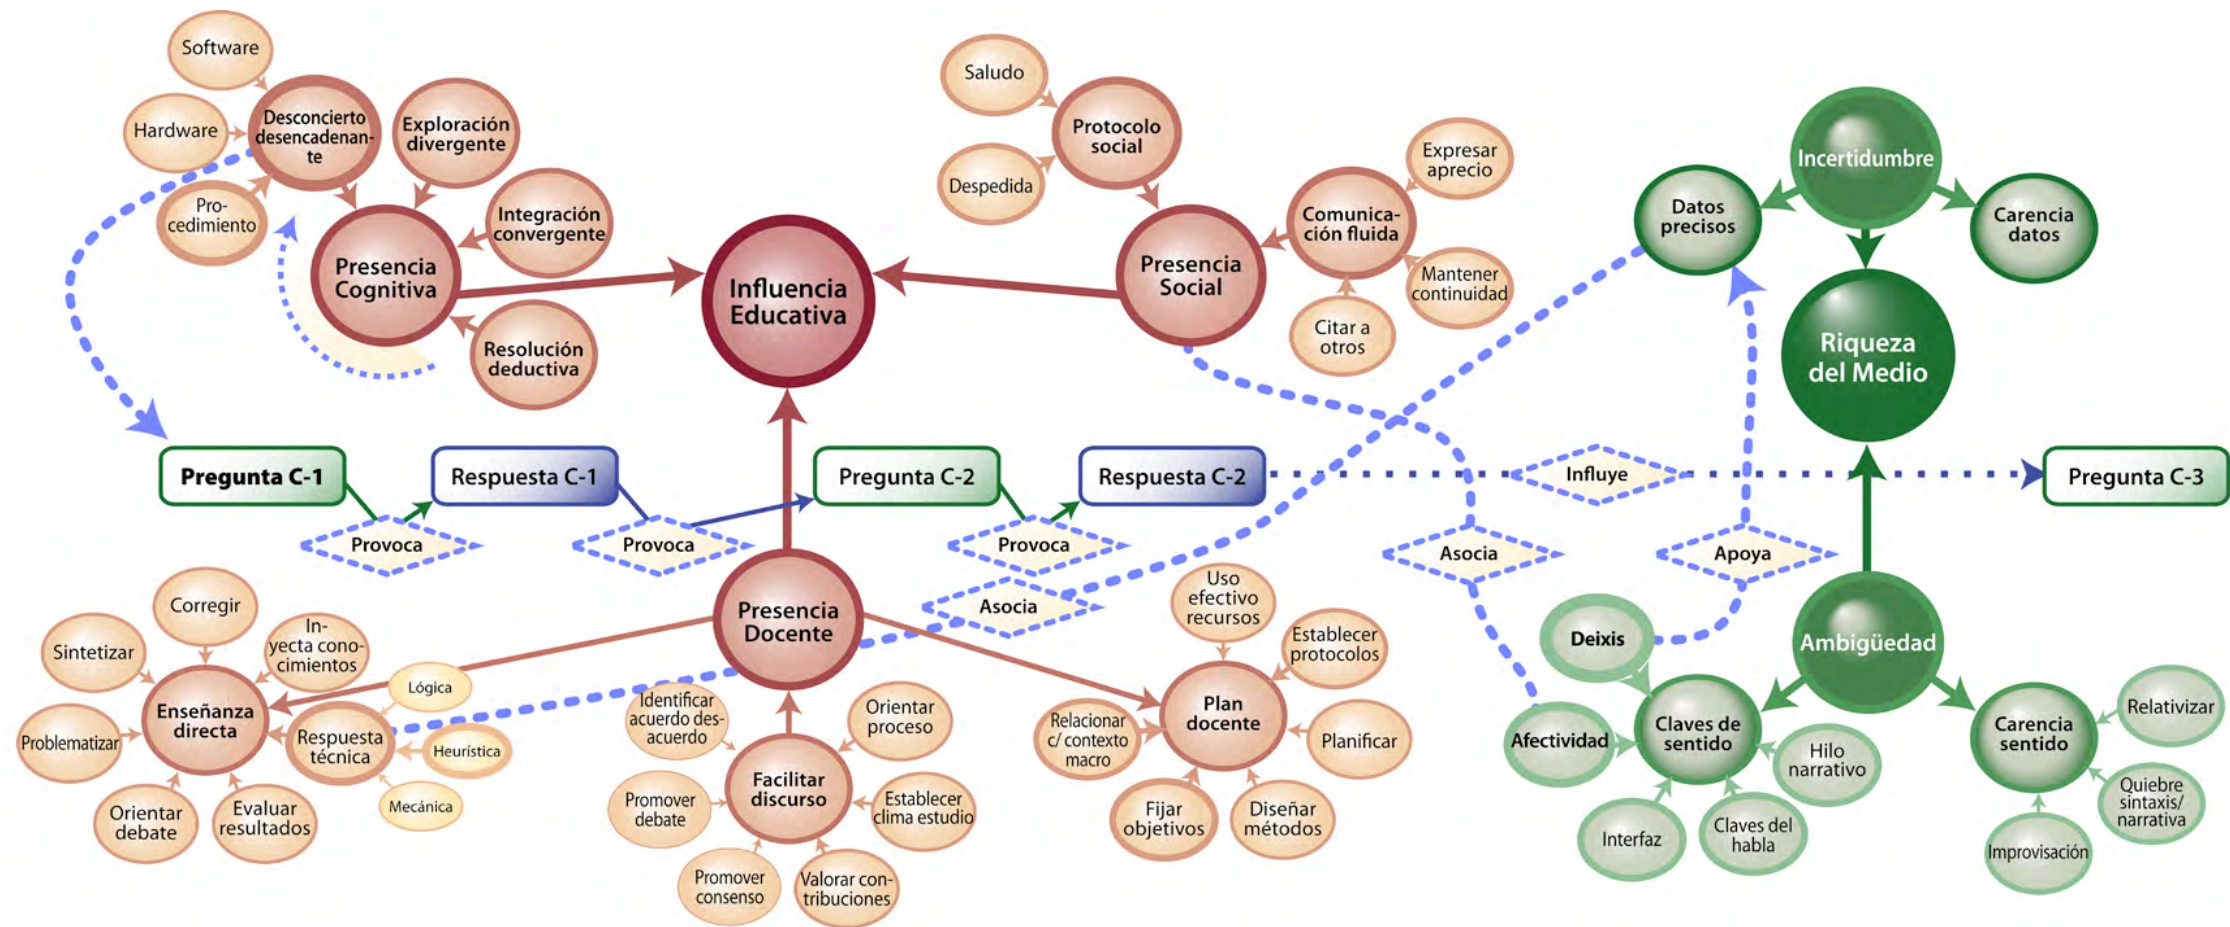 Software
Hardware
Pro-
cedimiento
Desconcierto
desencadenan-
te
Exploración
divergente
Integración
convergente
Presencia
Cognitiva
Resolución
deductiva
Influencia
Educativa
Saludo
Despedida
Protocolo
social
Presencia
Social
Comunica-
ción fluida
Expresar
aprecio
Mantener
continuidad
Citar a
otros
Incertidumbre
Datos
precisos
Carencia
datos
Riqueza
del Medio
Pregunta C-1
Provoca
Respuesta C-1
Provoca
Pregunta C-2
Provoca
Respuesta C-2
Influye
Pregunta C-3
Asocia
Asocia
Apoya
Presencia
Docente
Corregir
Sintetizar
In-
yecta cono-
cimientos
Enseñanza
directa
Problematizar
Orientar
debate
Evaluar
resultados
Respuesta
técnica
Lógica
Heurística
Mecánica
Identificar
acuerdo des-
acuerdo
Orientar
proceso
Facilitar
discurso
Promover
debate
Establecer
clima estudio
Promover
consenso
Valorar con-
tribuciones
Uso
efectivo
recursos
Establecer
protocolos
Plan
docente
Relacionar
c/ contexto
macro
Planificar
Fijar
objetivos
Diseñar
métodos
Deixis
Ambigüedad
Afectividad
Claves de
sentido
Hilo
narrativo
Interfaz
Claves del
habla
Carencia
sentido
Relativizar
Quiebre
sintaxis/
narrativa
Improvisación